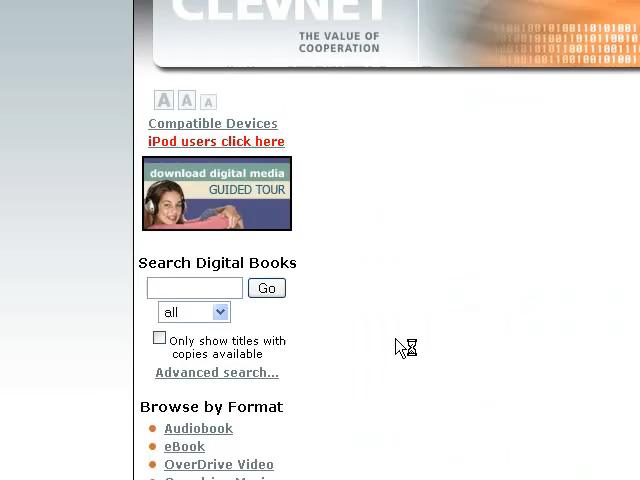 CLEVNET
THE VALUE OF
COOPERATION
A A A
Compatible Devices
iPod users click here
download digital media
GUIDED TOUR
Search Digital Books
Go
all
Only show titles with
copies available
Advanced search...
Browse by Format
Audiobook
eBook
OverDrive Video